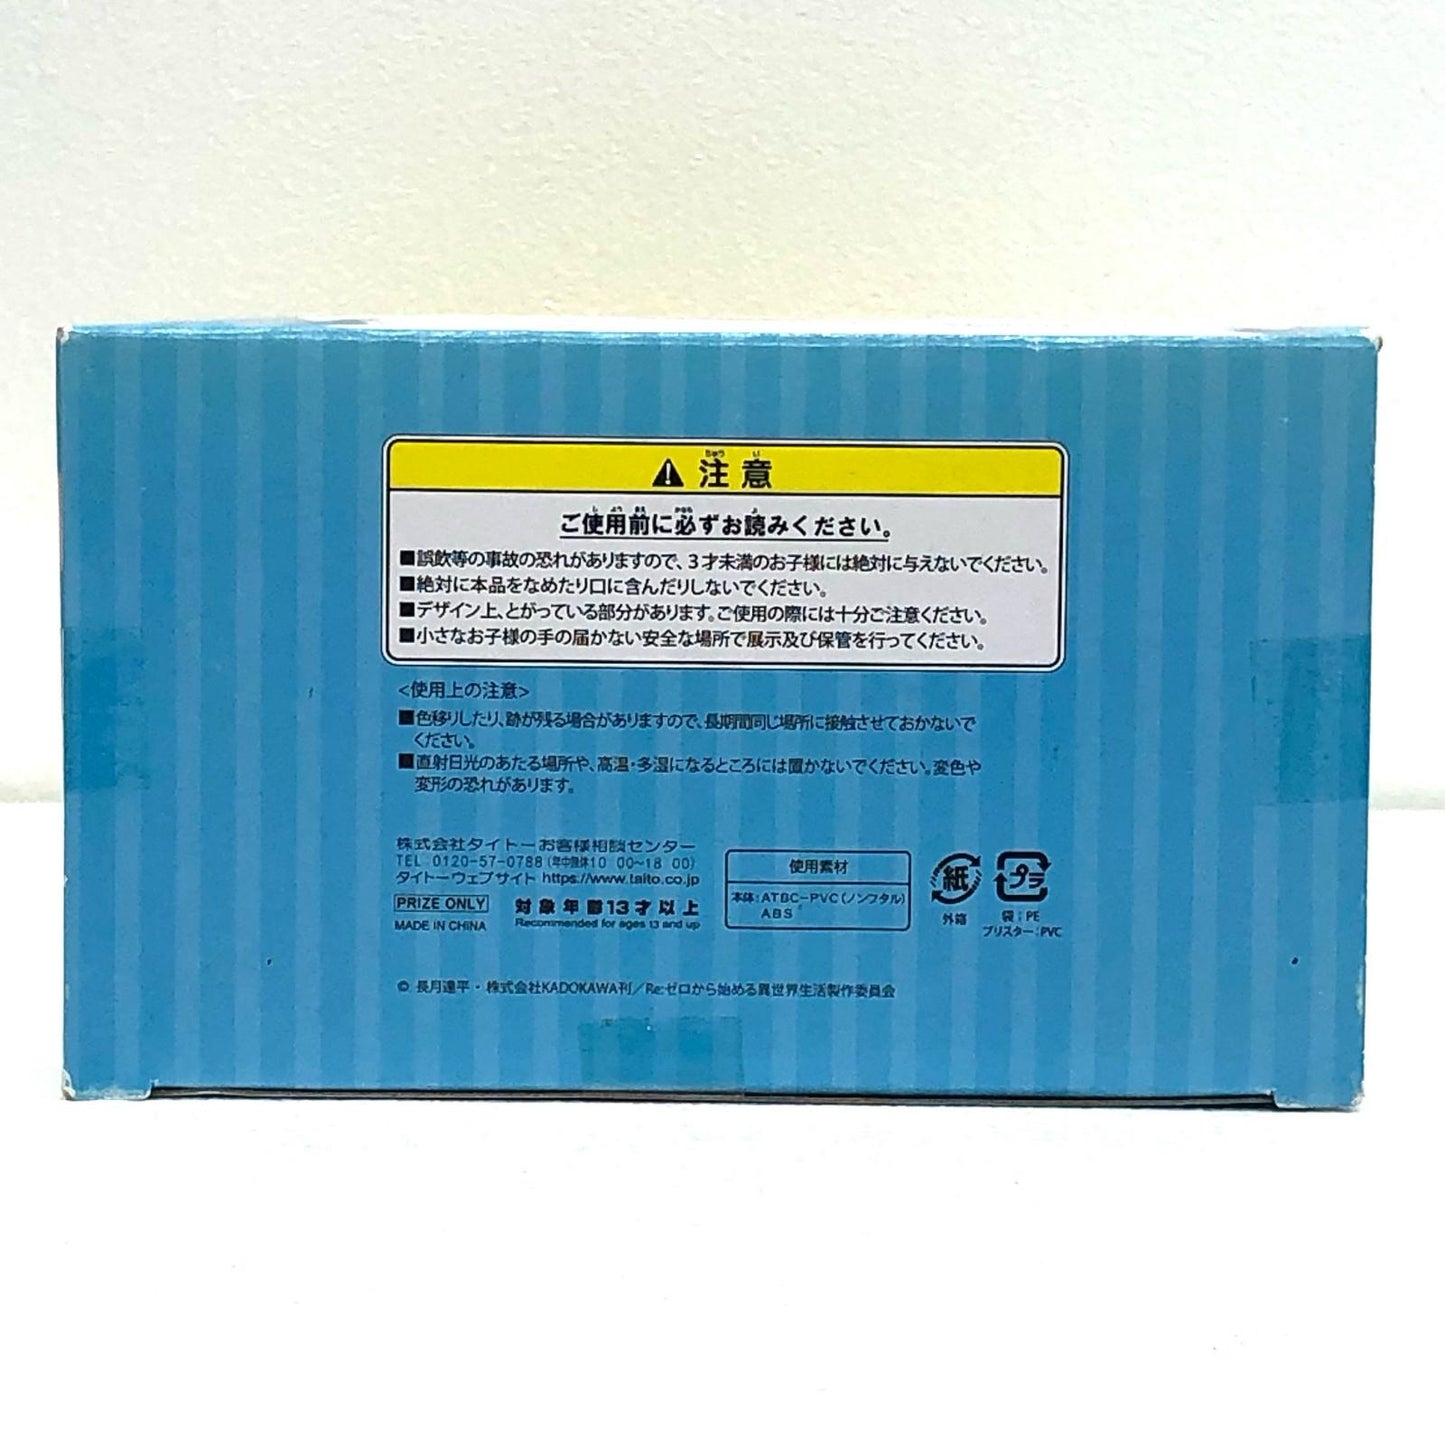 注意
ご使用前に必ずお読みください。
■誤飲等の事故の恐れがありますので、3才未満のお子様には絶対に与えないでください。
■絶対に本品をなめたり口に含んだりしないでください。
■デザイン上、とがっている部分があります。ご使用の際には十分ご注意ください。
■小さなお子様の手の届かない安全な場所で展示及び保管を行ってください。
<使用上の注意>
■色移りしたり、跡が残る場合がありますので、長期間同じ場所に接触させておかないで
ください。
■直射日光のあたる場所や、高温・多湿になるところには置かないでください。変色や
変形の恐れがあります。
株式会社タイトーお客様相談センター
TEL:0120-57-0788(年中無休10:00~18:00)
タイトーウェブサイト https://www.taito.co.jp
PRIZE ONLY
MADE IN CHINA
対象年齢13才以上
Recommended for ages 13 and up
使用素材
本体:ATBC-PVC(ノンフタル)
ABS
紙
外箱
プラ
袋:PE
ブリスター:PVC
© 長月達平・株式会社KADOKAWA刊/Re:ゼロから始める異世界生活製作委員会